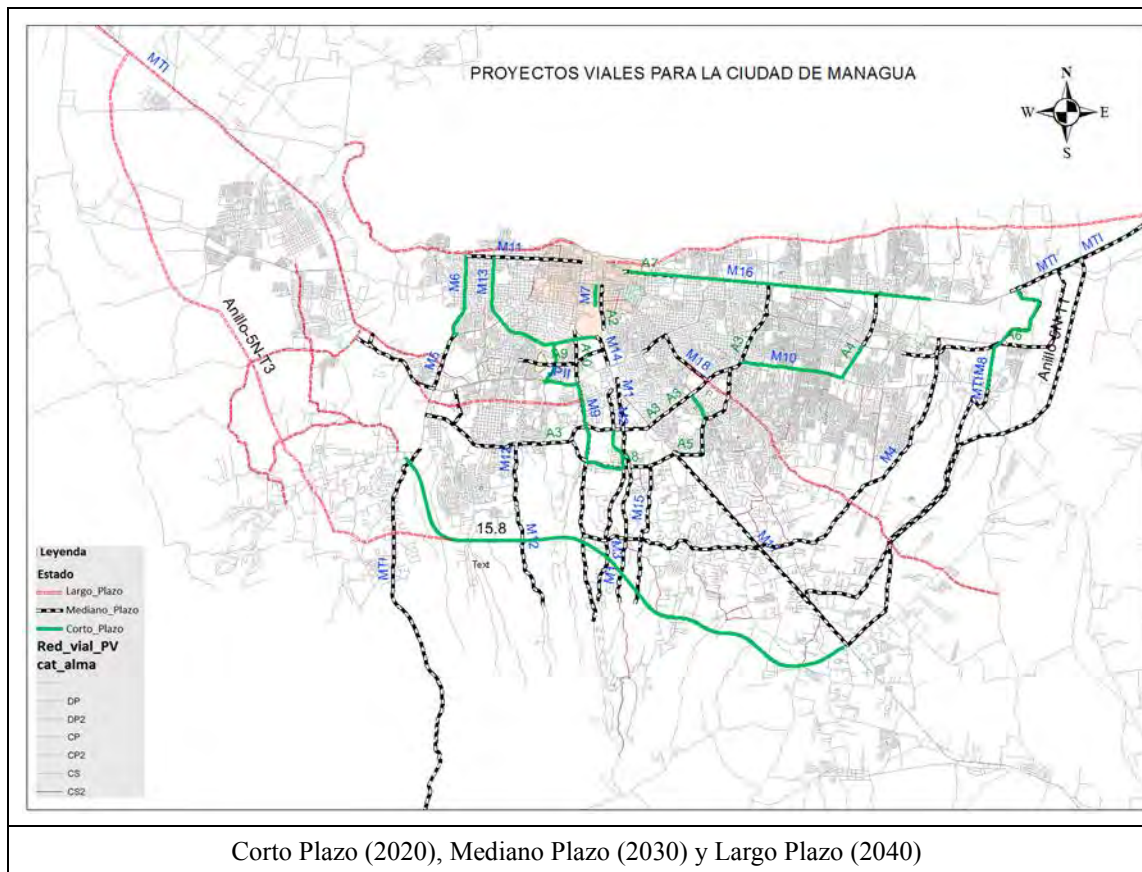 PROYECTOS VIALES PARA LA CIUDAD DE MANAGUA
N
W E
S
MTI
MTI
MTI
M11
A7
M16
M6
M13
M7
A2
M14
Anillo-5N-T3
M5
A9
PII
M18
A3
M10
A4
A6
MTI
M8
Anillo-5N-T1
M1
M9
A3
A3
A3
A5
M4
M12
M15
15.8
M12
Text
MTI
Leyenda
Estado
Largo_Plazo
Mediano_Plazo
Corto_Plazo
Red_vial_PV
cat_alma
DP
DP2
CP
CP2
CS
CS2
Corto Plazo (2020), Mediano Plazo (2030) y Largo Plazo (2040)